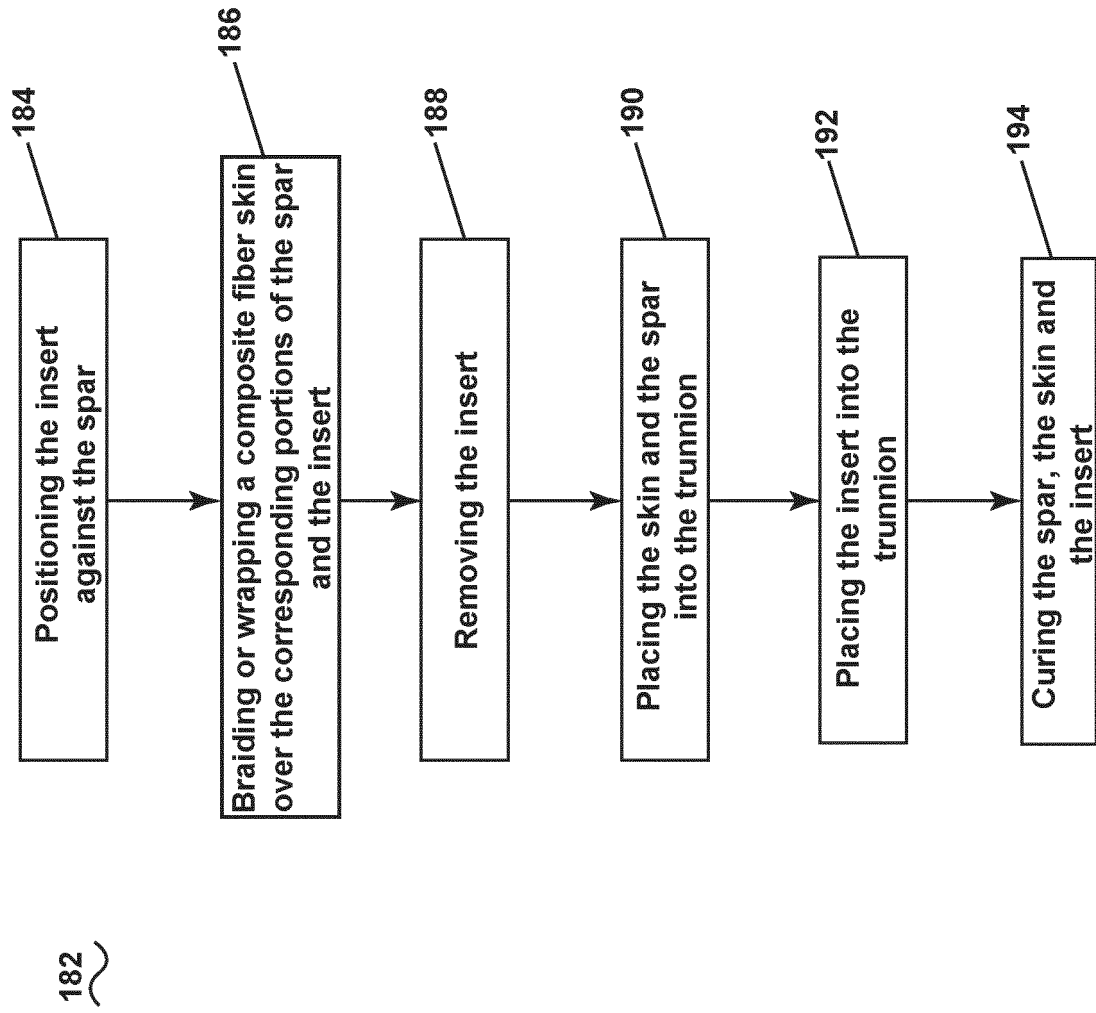 182
184
Positioning the insert
against the spar
186
Braiding or wrapping a composite fiber skin
over the corresponding portions of the spar
and the insert
188
Removing the insert
190
Placing the skin and the spar
into the trunnion
192
Placing the insert into the
trunnion
194
Curing the spar, the skin and
the insert